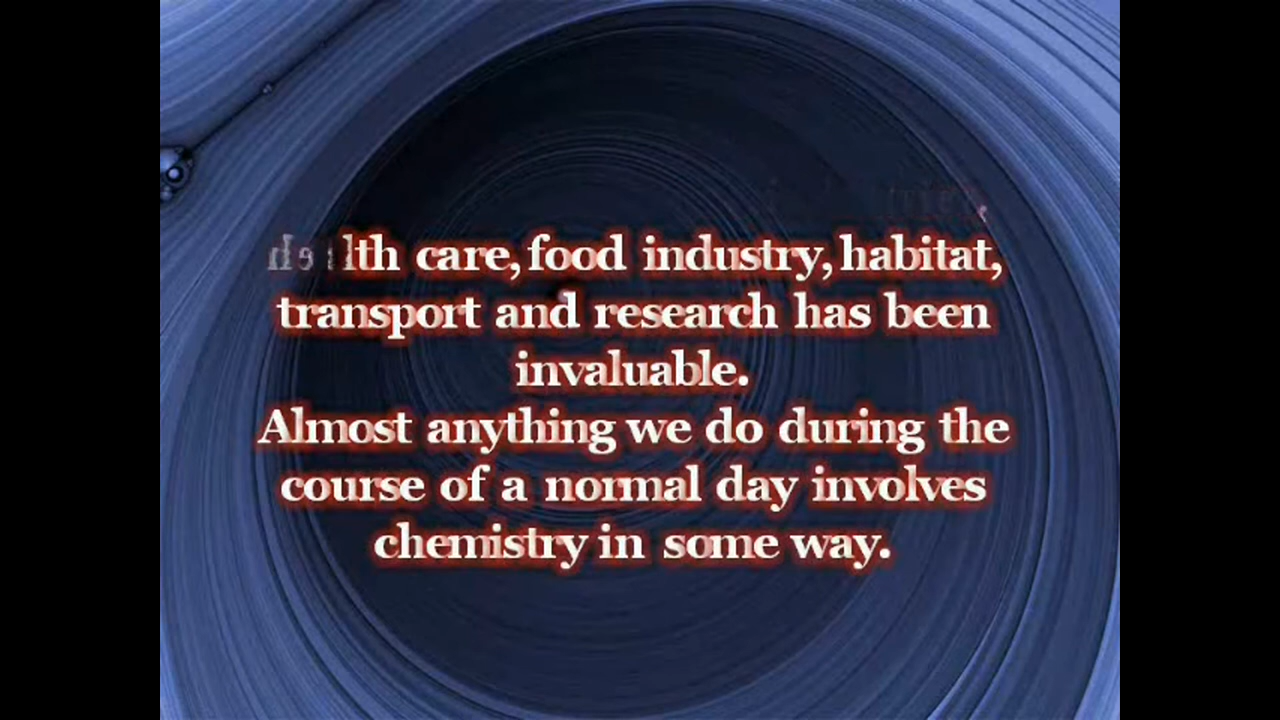 health care, food industry, habitat,
transport and research has been
invaluable.
Almost anything we do during the
course of a normal day involves
chemistry in some way.